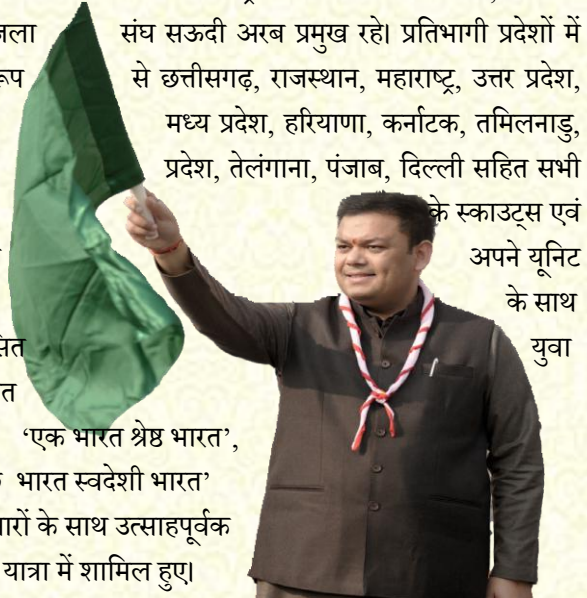 संघ सऊदी अरब प्रमुख रहे। प्रतिभागी प्रदेशों में
से छत्तीसगढ़, राजस्थान, महाराष्ट्र, उत्तर प्रदेश,
मध्य प्रदेश, हरियाणा, कर्नाटक, तमिलनाडु,
प्रदेश, तेलंगाना, पंजाब, दिल्ली सहित सभी
के स्काउट्स एवं
अपने यूनिट
के साथ
युवा
‘एक भारत श्रेष्ठ भारत’,
भारत स्वदेशी भारत’
के साथ उत्साहपूर्वक
यात्रा में शामिल हुए।